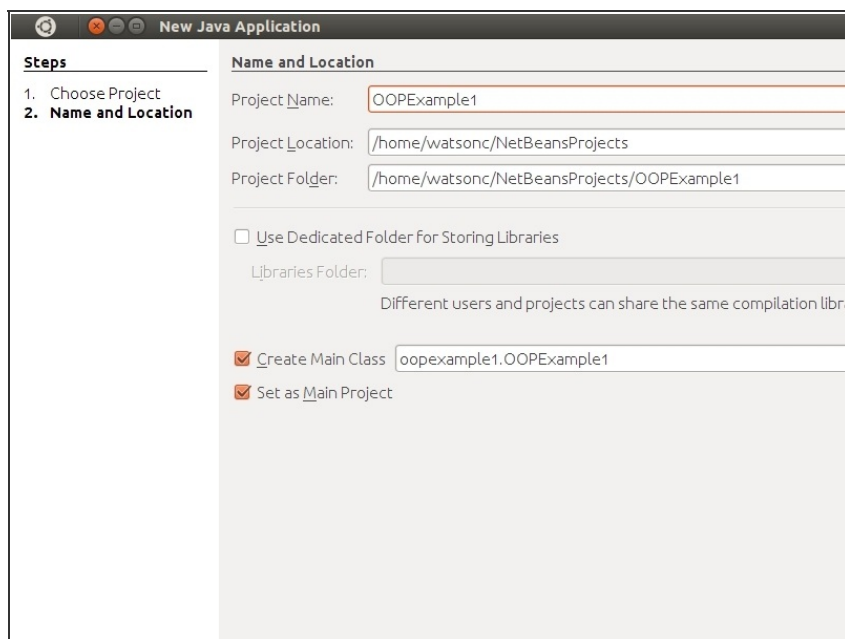 New Java Application
Steps
1. Choose Project
2. Name and Location
Name and Location
Project Name: OOPExample1
Project Location: /home/watsonc/NetBeansProjects
Project Folder: /home/watsonc/NetBeansProjects/OOPExample1
Use Dedicated Folder for Storing Libraries
Libraries Folder:
Different users and projects can share the same compilation libr
Create Main Class oopexample1.OOPExample1
Set as Main Project